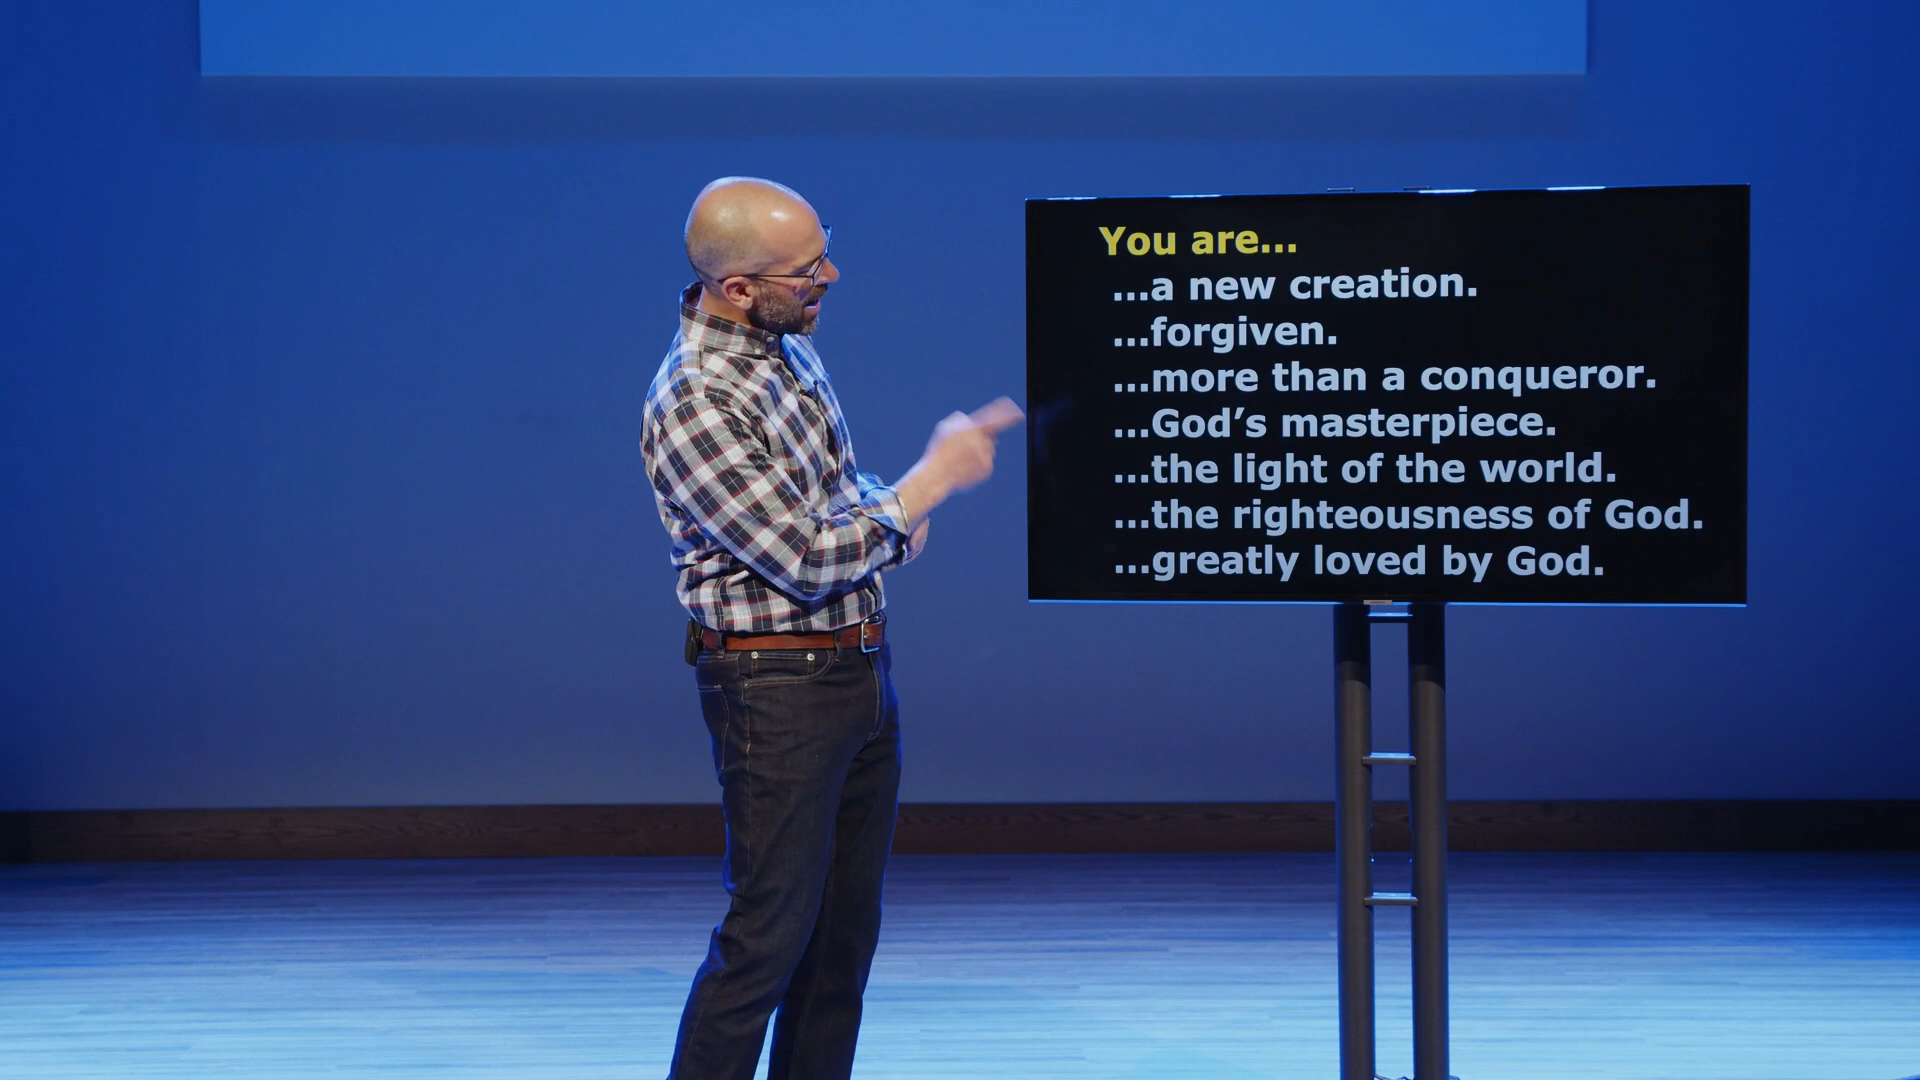 You are...
...a new creation.
...forgiven.
...more than a conqueror.
...God’s masterpiece.
...the light of the world.
...the righteousness of God.
...greatly loved by God.